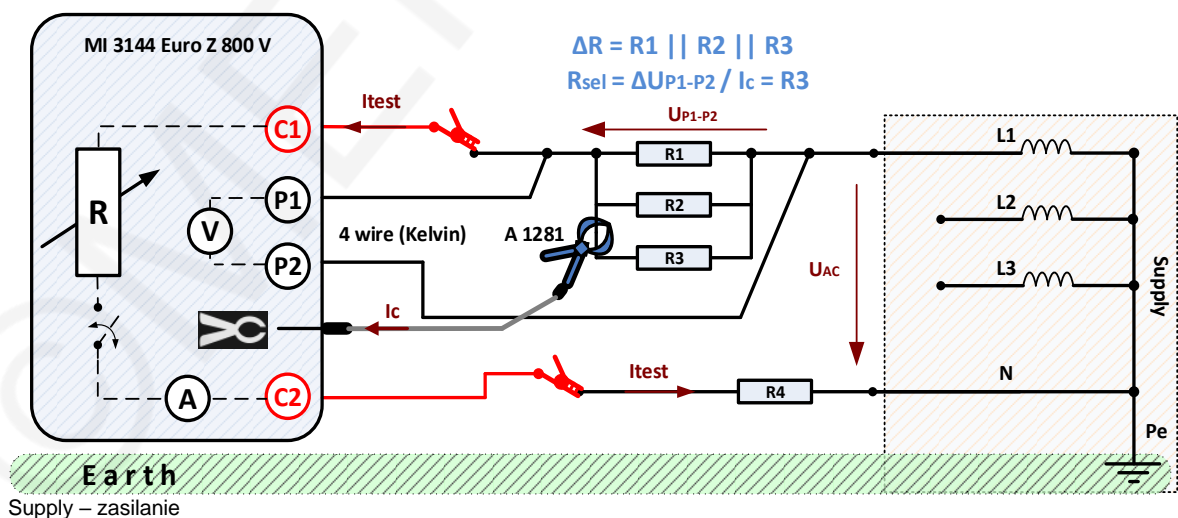 MI 3144 Euro Z 800 V
ΔR = R1 || R2 || R3
Rsel = ΔUP1-P2 / Ic = R3
Itest
UP1-P2
C1
R1
L1
P1
R
V
4 wire (Kelvin)
A 1281
R2
L2
P2
R3
UAC
L3
Supply
Ic
Itest
N
A
C2
R4
Pe
Earth
Supply – zasilanie